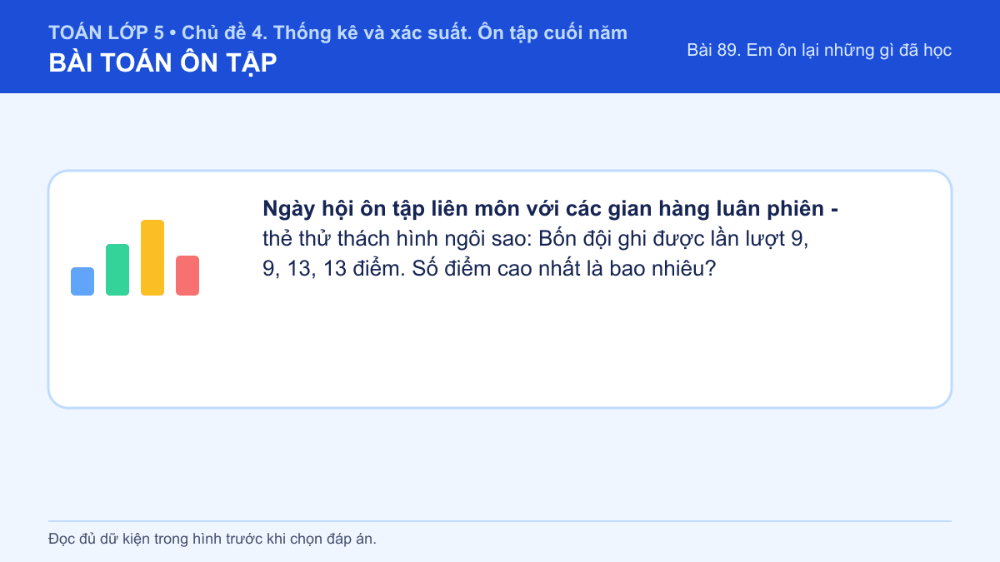 TOÁN LỚP 5 • Chủ đề 4. Thống kê và xác suất. Ôn tập cuối năm
BÀI TOÁN ÔN TẬP
Bài 89. Em ôn lại những gì đã học
Ngày hội ôn tập liên môn với các gian hàng luân phiên -
thẻ thử thách hình ngôi sao: Bốn đội ghi được lần lượt 9,
9, 13, 13 điểm. Số điểm cao nhất là bao nhiêu?
Đọc đủ dữ kiện trong hình trước khi chọn đáp án.